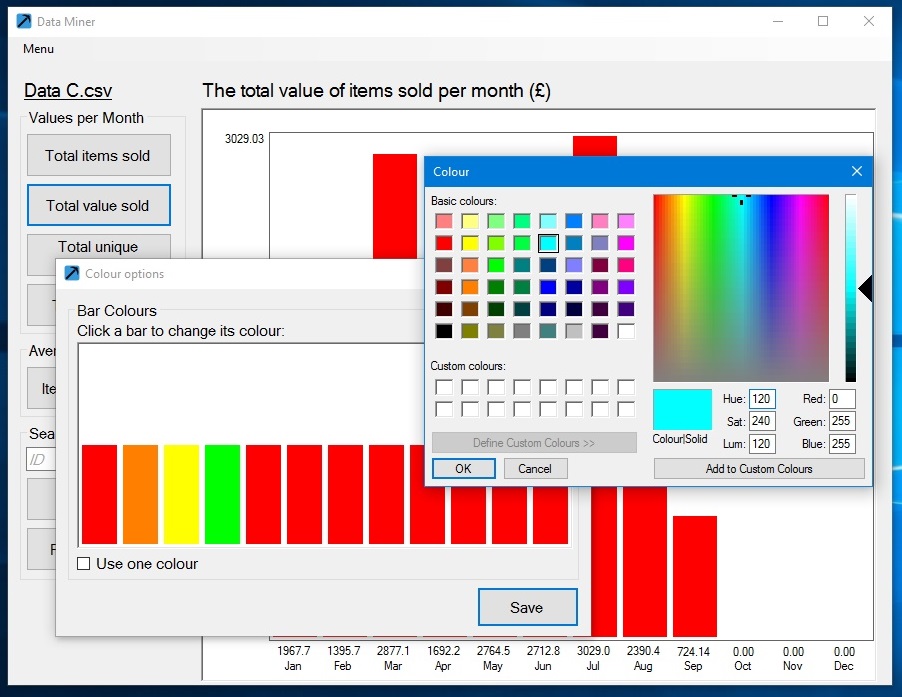 Data Miner
Menu
Data C.csv
The total value of items sold per month (£)
Values per Month
Total items sold
Total value sold
Total unique
3029.03
Colour
Basic colours:
Custom colours:
Define Custom Colours >>
OK
Cancel
Hue: 120
Sat: 240
Lum: 120
Red: 0
Green: 255
Blue: 255
Colour|Solid
Add to Custom Colours
Colour options
Bar Colours
Click a bar to change its colour:
Use one colour
Save
ID
1967.7 1395.7 2877.1 1692.2 2764.5 2712.8 3029.0 2390.4 724.14 0.00 0.00 0.00
Jan Feb Mar Apr May Jun Jul Aug Sep Oct Nov Dec